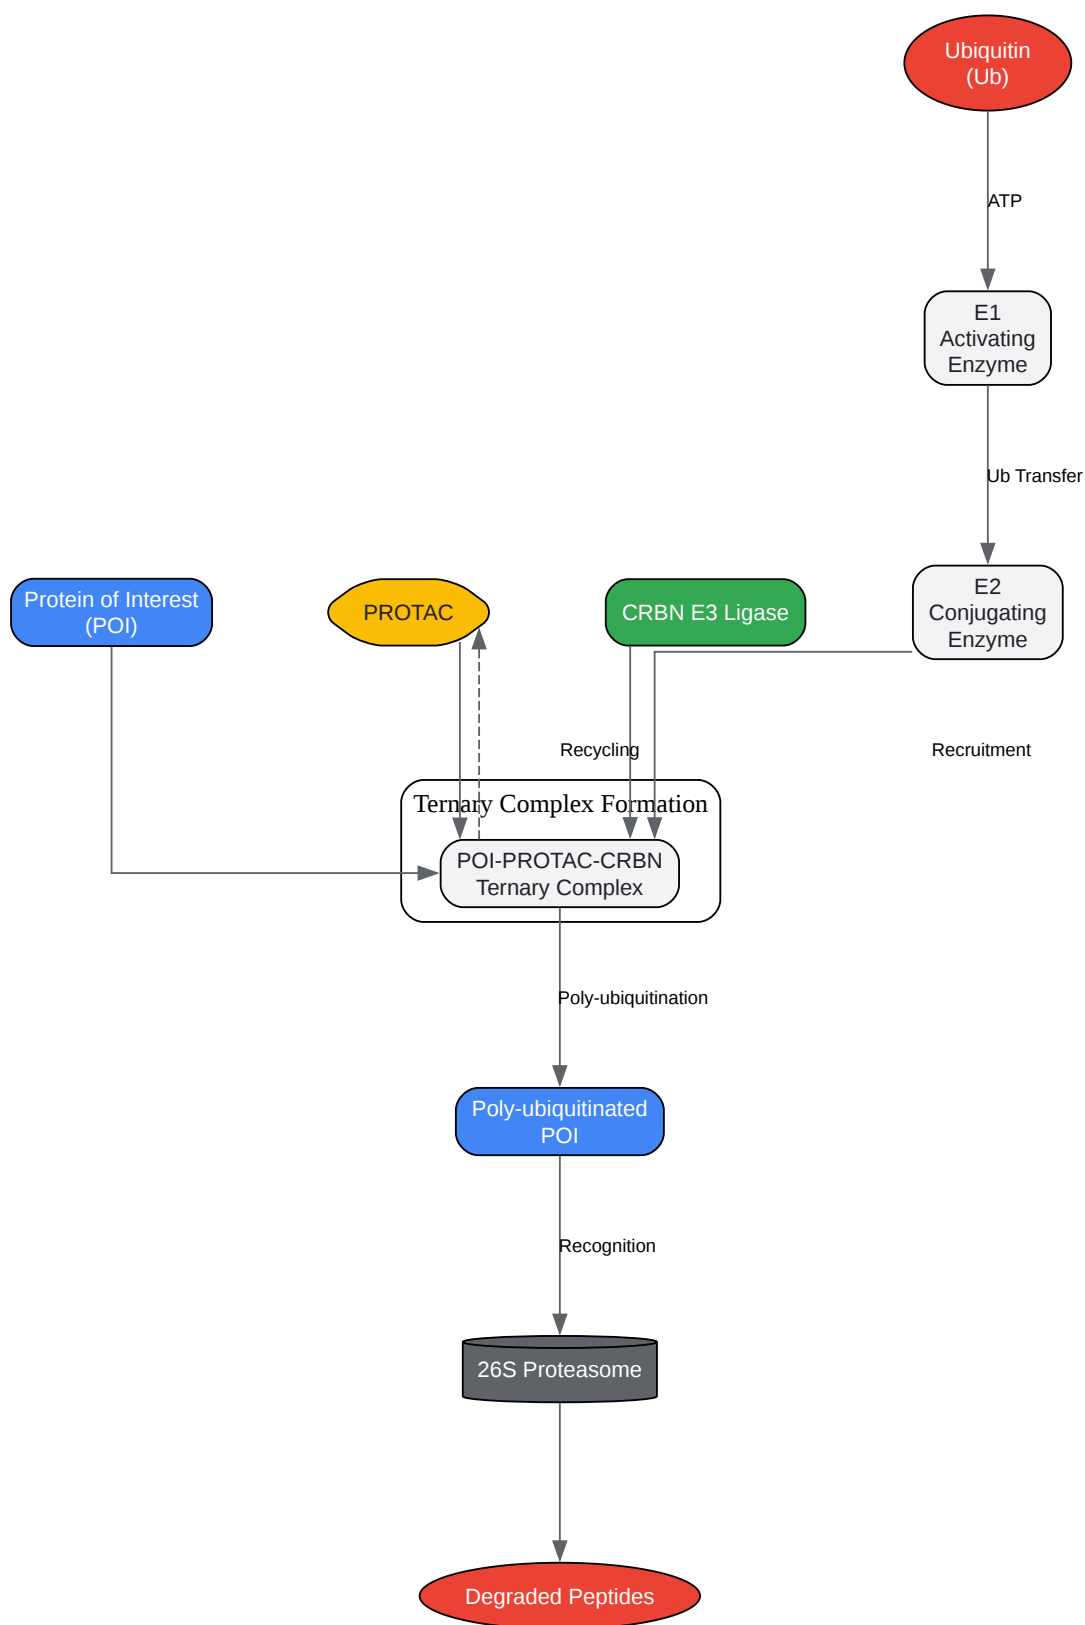 Ubiquitin
(Ub)
ATP
E1
Activating
Enzyme
Ub Transfer
E2
Conjugating
Enzyme
Protein of Interest
(POI)
PROTAC
CRBN E3 Ligase
Recycling
Recruitment
Ternary Complex Formation
POI-PROTAC-CRBN
Ternary Complex
Poly-ubiquitination
Poly-ubiquitinated
POI
Recognition
26S Proteasome
Degraded Peptides